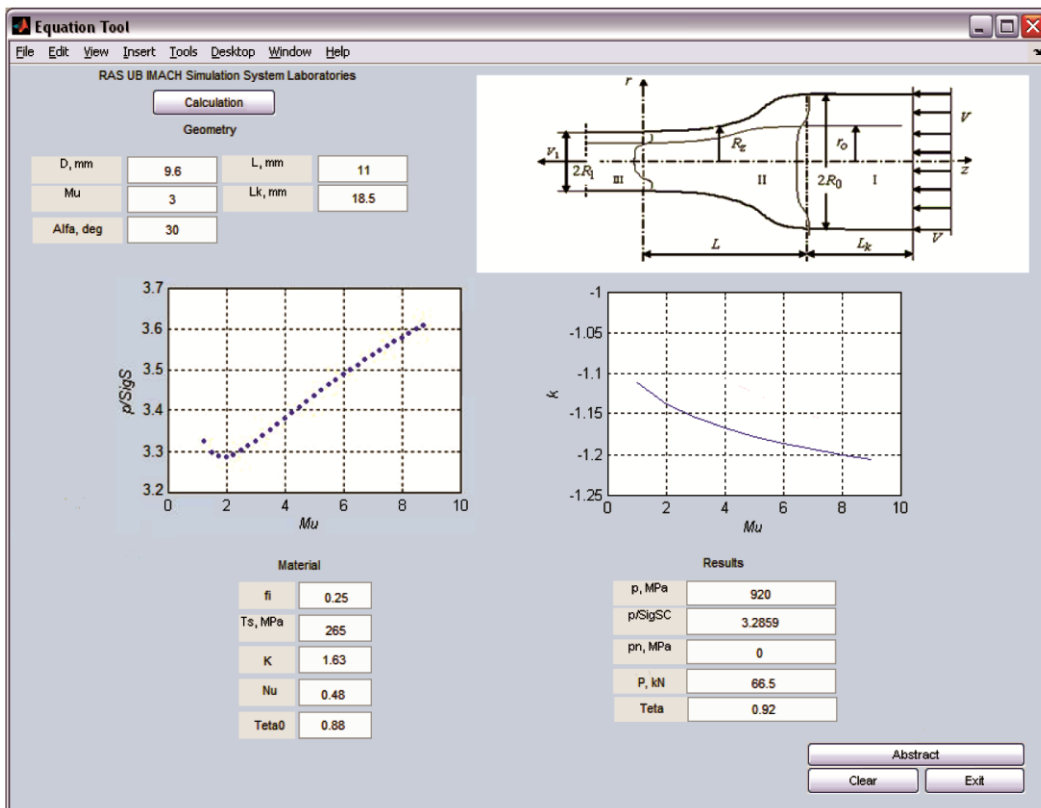 Equation Tool
File Edit View Insert Tools Desktop Window Help
RAS UB IMACH Simulation System Laboratories
Calculation
Geometry
D, mm 9.6 L, mm 11
Mu 3 Lk, mm 18.5
Alfa, deg 30
r
V₁ 2R₁ III R_z II 2R₀ r₀ I V z
L L_k V
3.7
3.6
3.5
3.4
3.3
3.2
p/SigS
0 2 4 6 8 10
Mu
-1
-1.05
-1.1
-1.15
-1.2
-1.25
k
0 2 4 6 8 10
Mu
Material
fi 0.25
Ts, MPa 265
K 1.63
Nu 0.48
Teta0 0.88
Results
p, MPa 920
p/SigSC 3.2859
pn, MPa 0
P, kN 66.5
Teta 0.92
Abstract
Clear Exit